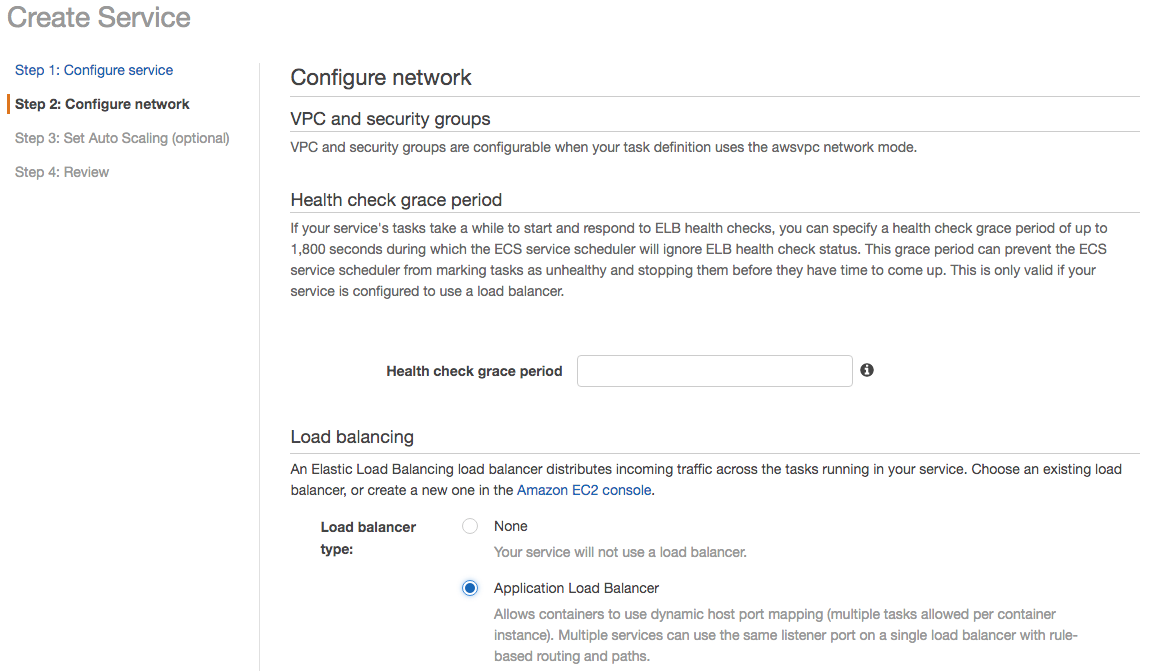 Create Service
Step 1: Configure service
Step 2: Configure network
Step 3: Set Auto Scaling (optional)
Step 4: Review
Configure network
VPC and security groups
VPC and security groups are configurable when your task definition uses the awsvpc network mode.
Health check grace period
If your service's tasks take a while to start and respond to ELB health checks, you can specify a health check grace period of up to
1,800 seconds during which the ECS service scheduler will ignore ELB health check status. This grace period can prevent the ECS
service scheduler from marking tasks as unhealthy and stopping them before they have time to come up. This is only valid if your
service is configured to use a load balancer.
Health check grace period
Load balancing
An Elastic Load Balancing load balancer distributes incoming traffic across the tasks running in your service. Choose an existing load
balancer, or create a new one in the Amazon EC2 console.
Load balancer
type:
None
Your service will not use a load balancer.
Application Load Balancer
Allows containers to use dynamic host port mapping (multiple tasks allowed per container
instance). Multiple services can use the same listener port on a single load balancer with rule-
based routing and paths.